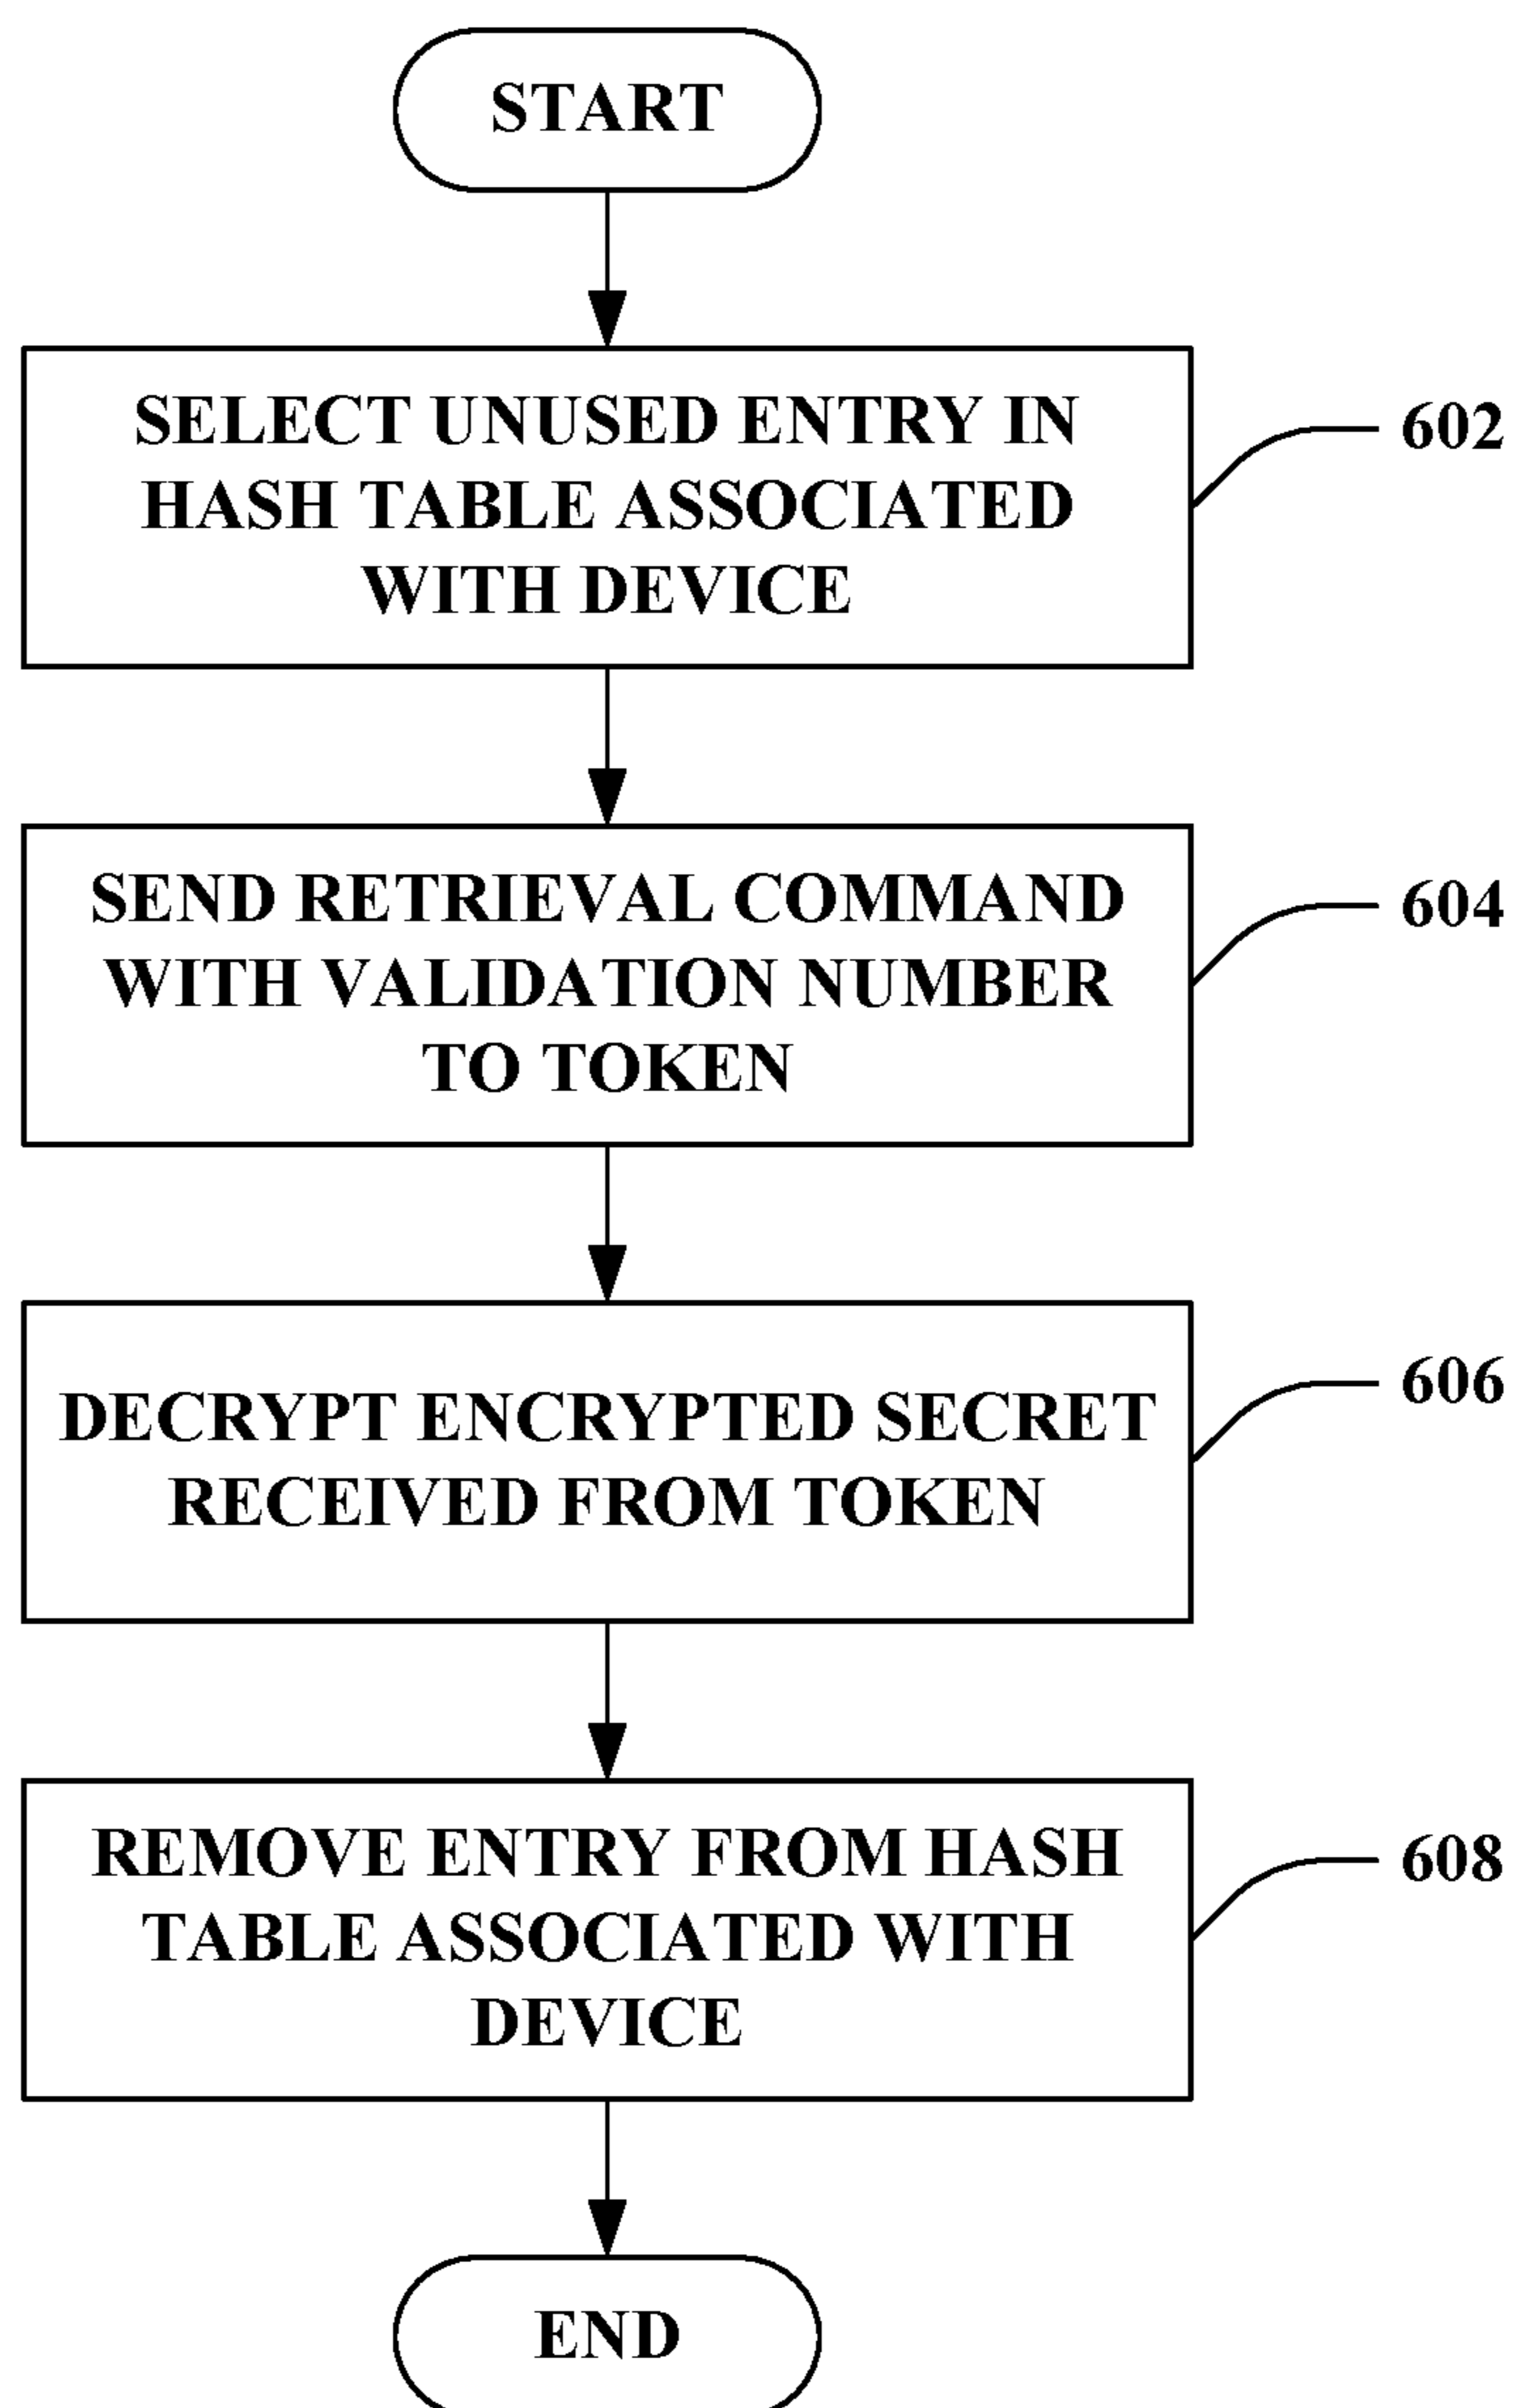 START
SELECT UNUSED ENTRY IN
HASH TABLE ASSOCIATED
WITH DEVICE
602
SEND RETRIEVAL COMMAND
WITH VALIDATION NUMBER
TO TOKEN
604
DECRYPT ENCRYPTED SECRET
RECEIVED FROM TOKEN
606
REMOVE ENTRY FROM HASH
TABLE ASSOCIATED WITH
DEVICE
608
END